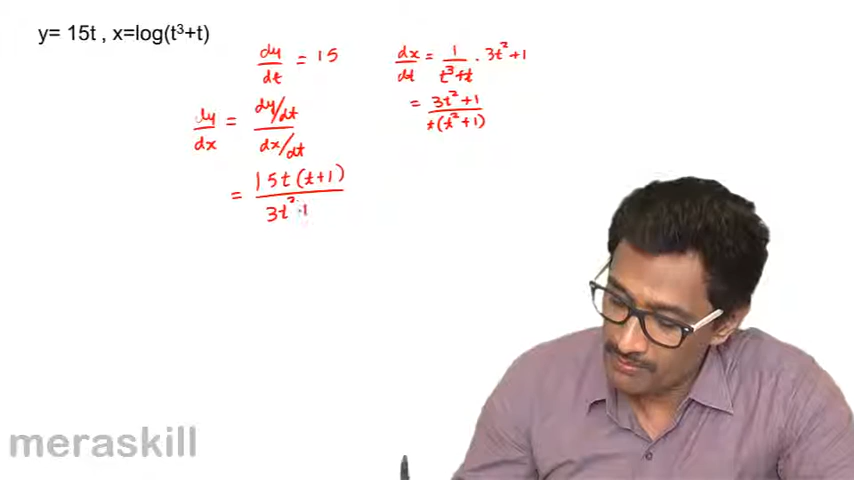 y= 15t , x=log(t³+t)
dy/dt = 15
dx/dt = 1/(t³+t) . 3t²+1
= 3t²+1 / t(t²+1)
dy/dx = dy/dt / dx/dt
= 15t(t+1) / 3t² 1
meraskill